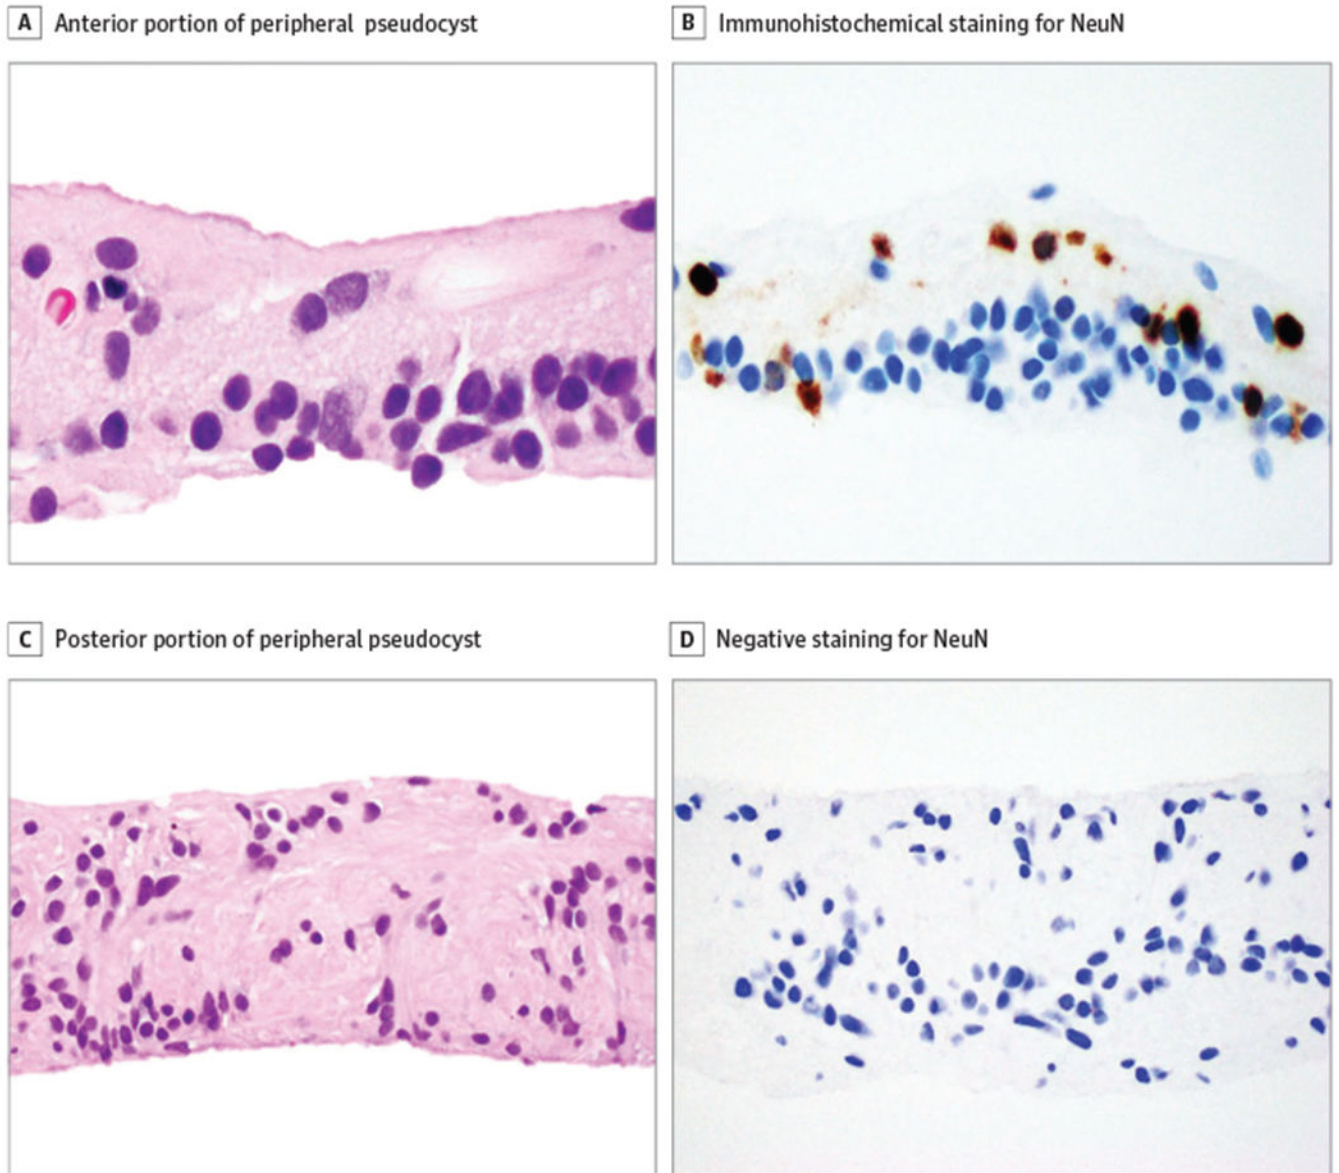 A Anterior portion of peripheral pseudocyst
B Immunohistochemical staining for NeuN
C Posterior portion of peripheral pseudocyst
D Negative staining for NeuN